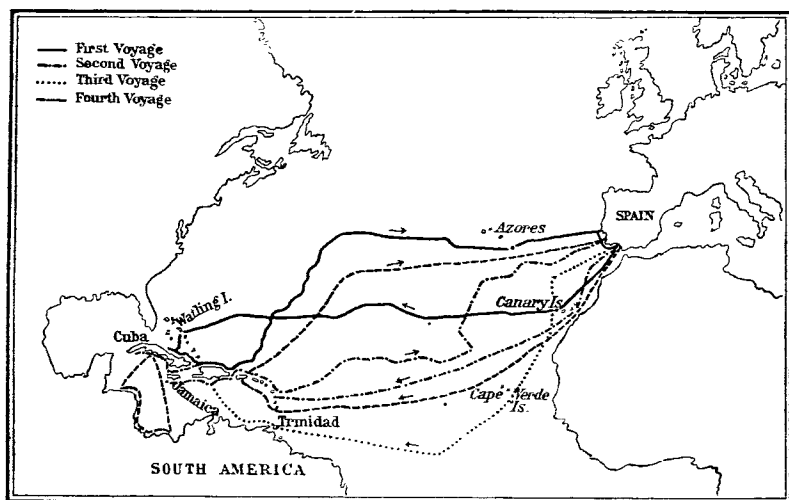 First Voyage
Second Voyage
Third Voyage
Fourth Voyage
Azores
SPAIN
Watling I.
Canary Is.
Cuba
Jamaica
Cape Verde
Is.
Trinidad
SOUTH AMERICA